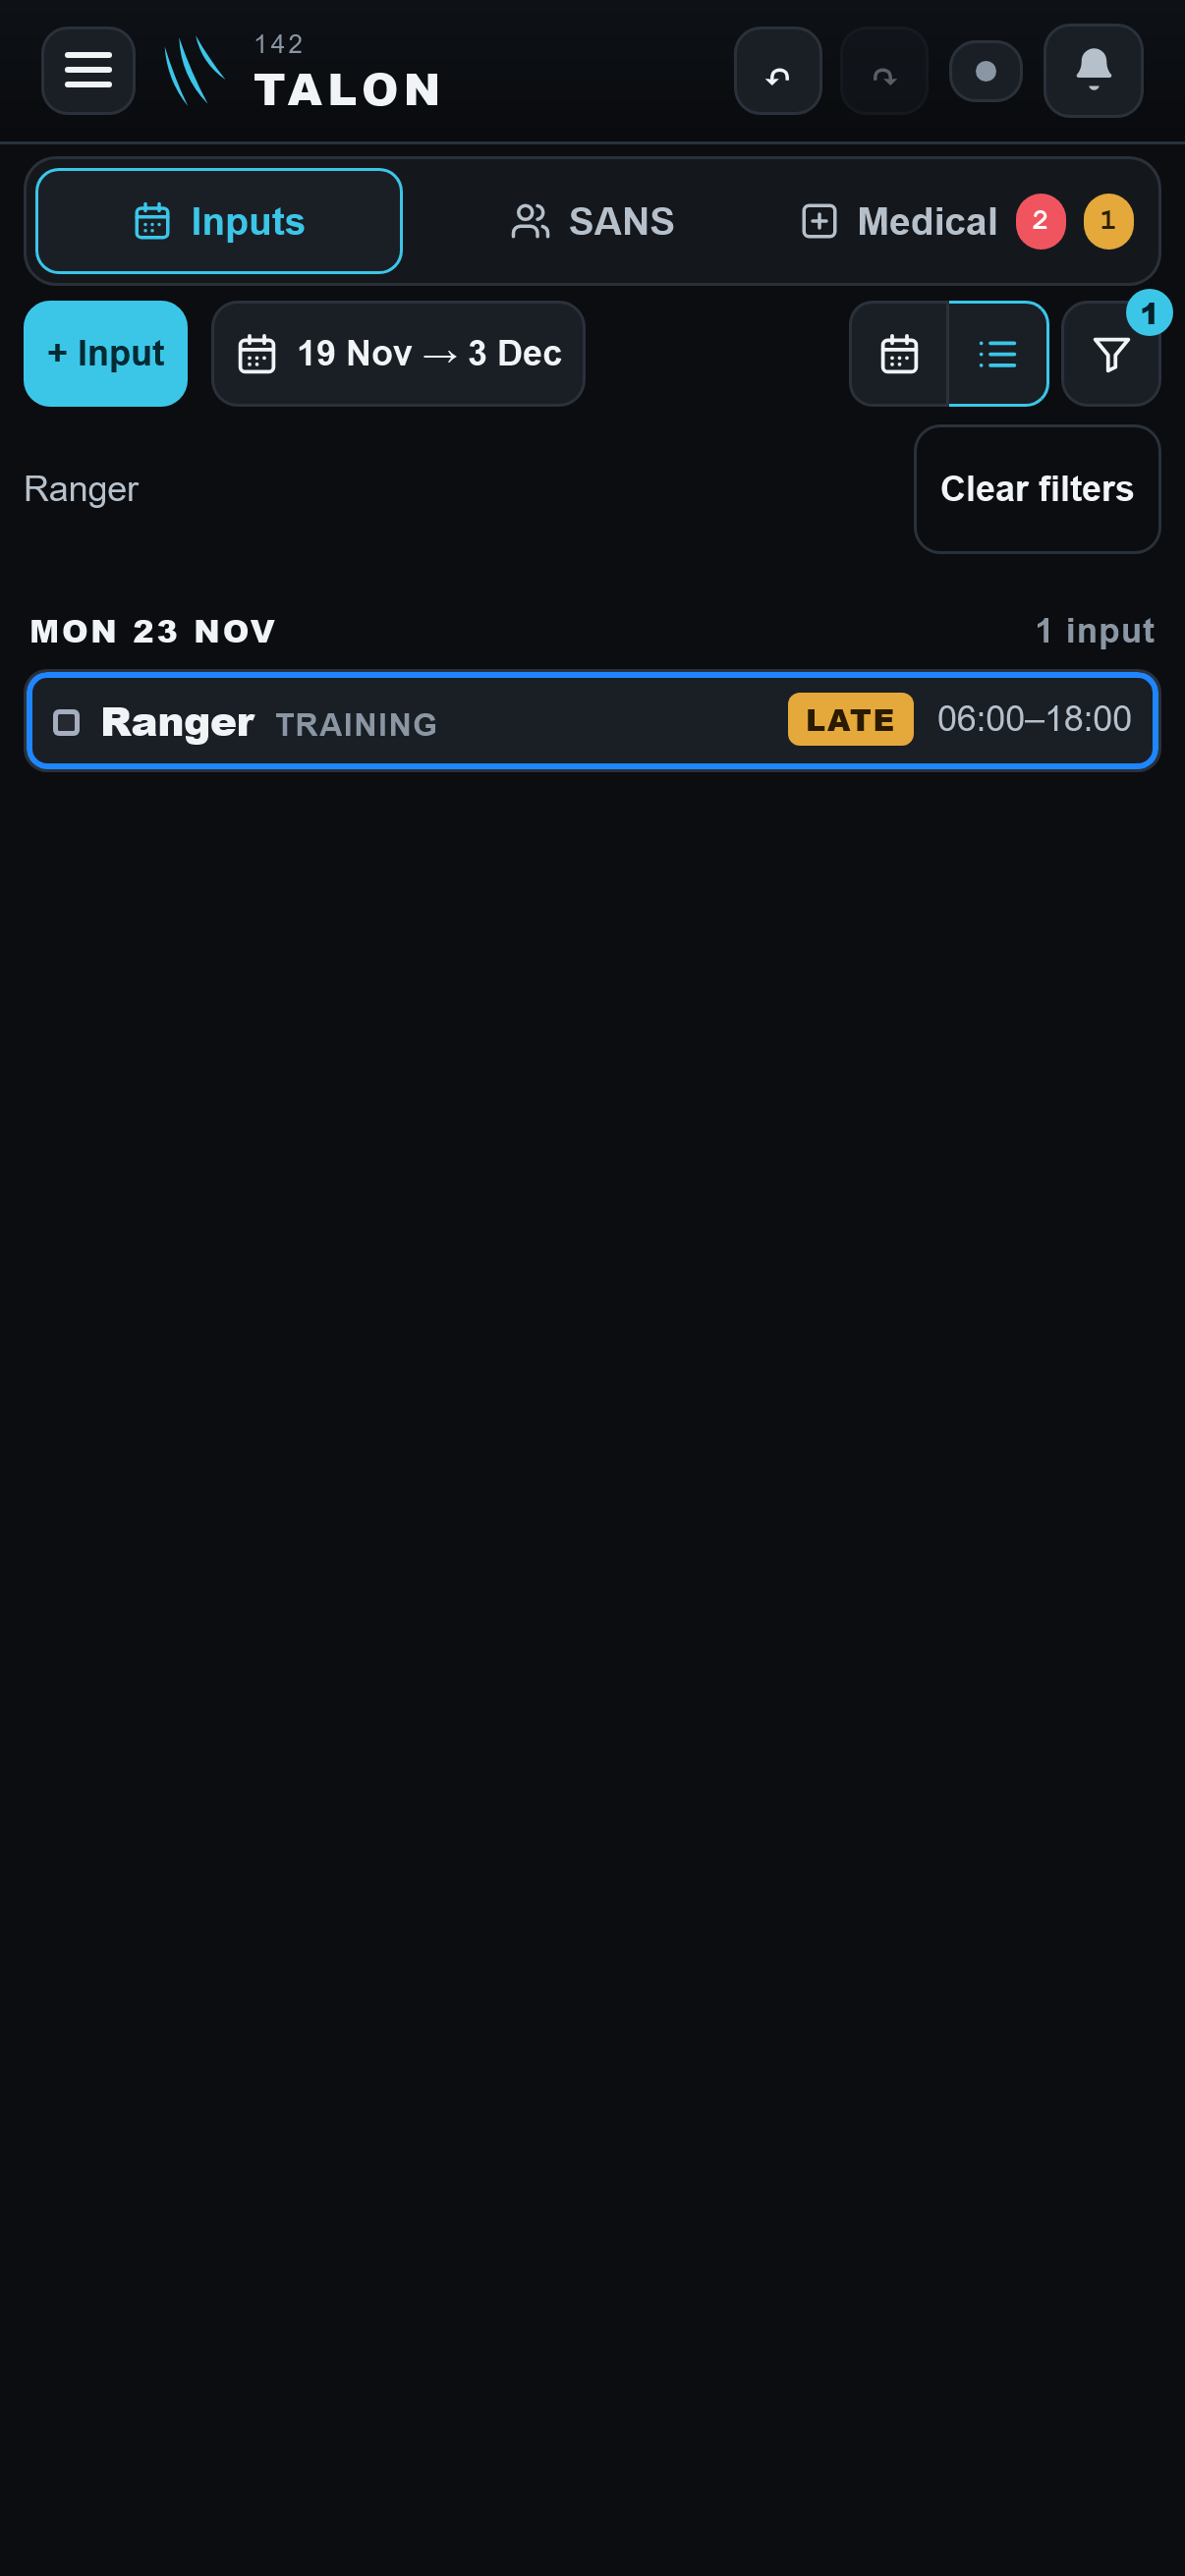 142
TALON
Inputs
SANS
Medical 2 1
+ Input
19 Nov → 3 Dec
1
Ranger
Clear filters
MON 23 NOV
1 input
Ranger TRAINING
LATE 06:00–18:00